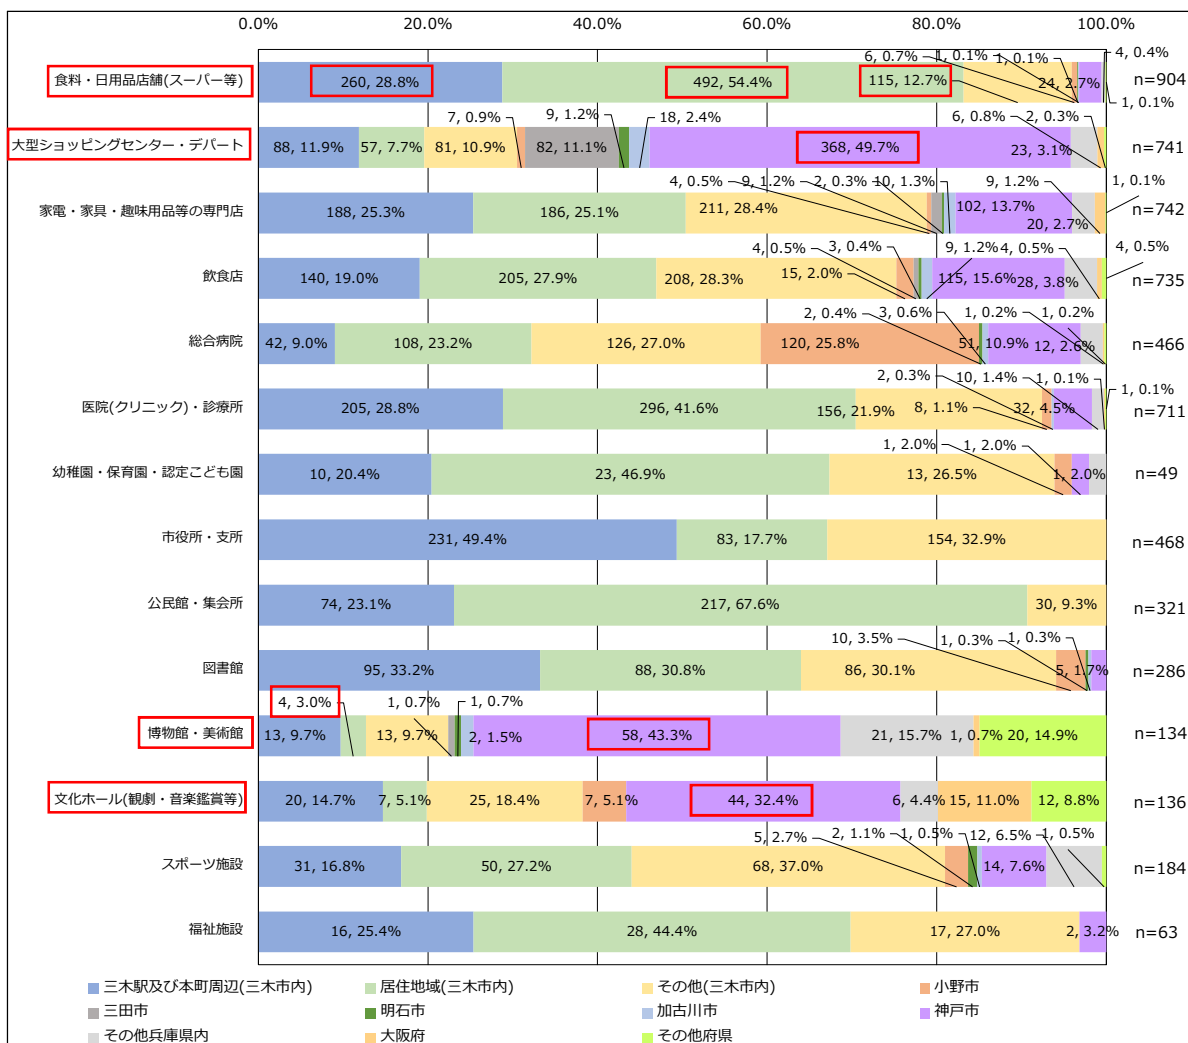 0.0% 20.0% 40.0% 60.0% 80.0% 100.0%
6, 0.7% 1, 0.1% 1, 0.1% 4, 0.4%
食料・日用品店舗(スーパー等) 260, 28.8% 492, 54.4% 115, 12.7% 24, 2.7% n=904
1, 0.1%
7, 0.9% 9, 1.2% 18, 2.4% 6, 0.8% 2, 0.3%
大型ショッピングセンター・デパート 88, 11.9% 57, 7.7% 81, 10.9% 82, 11.1% 368, 49.7% 23, 3.1% n=741
4, 0.5% 9, 1.2% 2, 0.3% 10, 1.3% 9, 1.2% 1, 0.1%
家電・家具・趣味用品等の専門店 188, 25.3% 186, 25.1% 211, 28.4% 102, 13.7% 20, 2.7% n=742
4, 0.5% 3, 0.4% 9, 1.2% 4, 0.5% 4, 0.5%
飲食店 140, 19.0% 205, 27.9% 208, 28.3% 15, 2.0% 115, 15.6% 28, 3.8% n=735
2, 0.4% 3, 0.6% 1, 0.2% 1, 0.2%
総合病院 42, 9.0% 108, 23.2% 126, 27.0% 120, 25.8% 51, 10.9% 12, 2.6% n=466
2, 0.3% 10, 1.4% 1, 0.1% 1, 0.1%
医院(クリニック)・診療所 205, 28.8% 296, 41.6% 156, 21.9% 8, 1.1% 32, 4.5% n=711
1, 2.0% 1, 2.0%
幼稚園・保育園・認定こども園 10, 20.4% 23, 46.9% 13, 26.5% 1, 2.0% n=49
市役所・支所 231, 49.4% 83, 17.7% 154, 32.9% n=468
公民館・集会所 74, 23.1% 217, 67.6% 30, 9.3% n=321
10, 3.5% 1, 0.3% 1, 0.3%
図書館 95, 33.2% 88, 30.8% 86, 30.1% 5, 1.7% n=286
4, 3.0% 1, 0.7% 1, 0.7%
博物館・美術館 13, 9.7% 13, 9.7% 2, 1.5% 58, 43.3% 21, 15.7% 1, 0.7% 20, 14.9% n=134
文化ホール(観劇・音楽鑑賞等) 20, 14.7% 7, 5.1% 25, 18.4% 7, 5.1% 44, 32.4% 6, 4.4% 15, 11.0% 12, 8.8% n=136
5, 2.7% 2, 1.1% 1, 0.5% 12, 6.5% 1, 0.5%
スポーツ施設 31, 16.8% 50, 27.2% 68, 37.0% 14, 7.6% n=184
福祉施設 16, 25.4% 28, 44.4% 17, 27.0% 2, 3.2% n=63
三木駅及び本町周辺(三木市内) 居住地域(三木市内) その他(三木市内) 小野市
三田市 明石市 加古川市 神戸市
その他兵庫県内 大阪府 その他府県